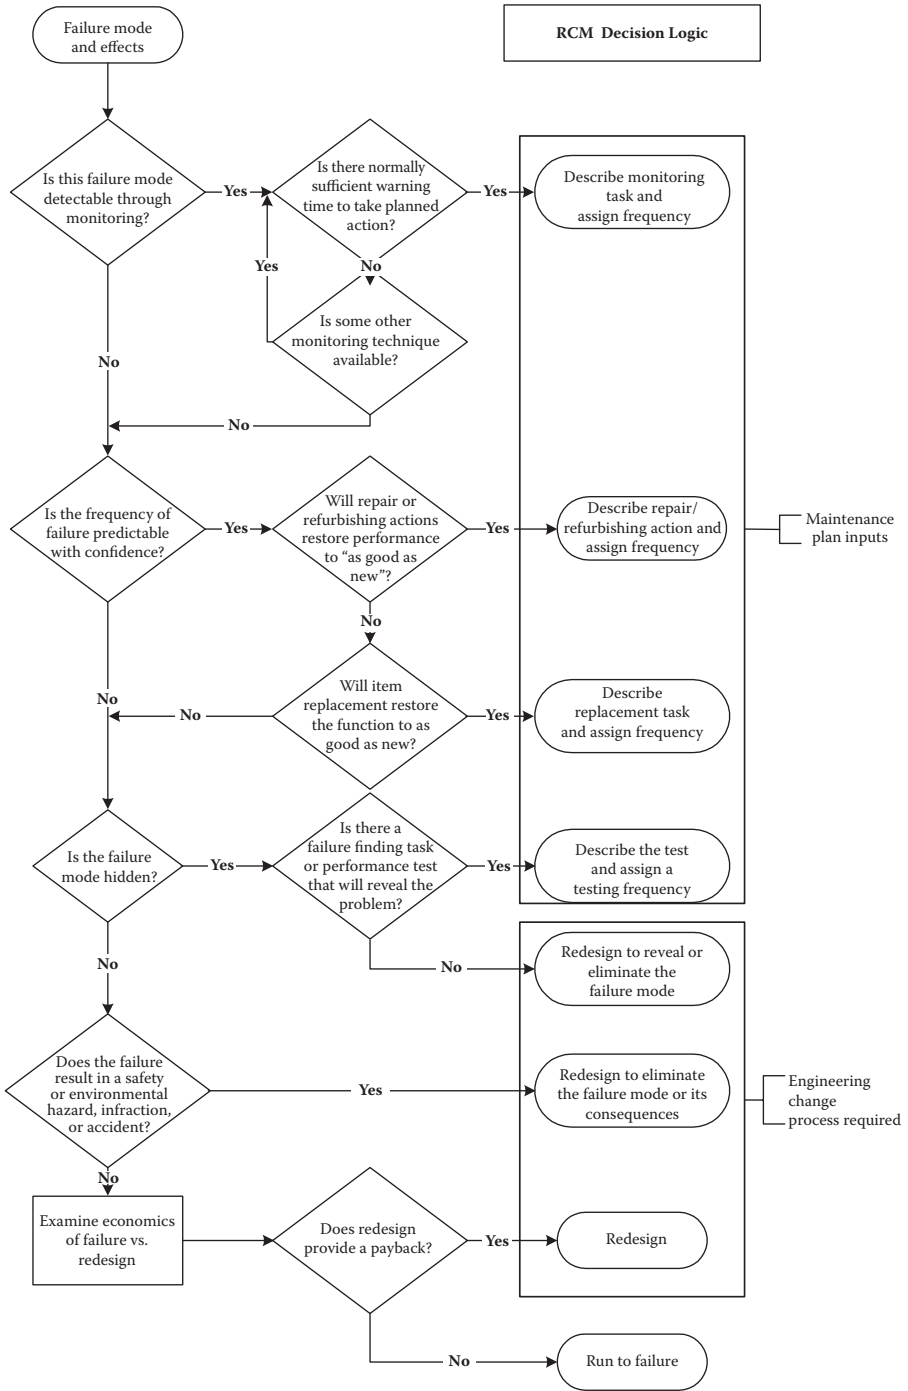 Failure mode
and effects
RCM Decision Logic
Is this failure mode
detectable through
monitoring?
Yes
Is there normally
sufficient warning
time to take planned
action?
Yes
Describe monitoring
task and
assign frequency
Yes
No
Is some other
monitoring technique
available?
No
No
Is the frequency of
failure predictable
with confidence?
Yes
Will repair or
refurbishing actions
restore performance
to “as good as
new”?
Yes
Describe repair/
refurbishing action and
assign frequency
Maintenance
plan inputs
No
No
Will item
replacement restore
the function to as
good as new?
No
Yes
Describe
replacement task
and assign frequency
Is the failure
mode hidden?
Yes
Is there a
failure finding task
or performance test
that will reveal the
problem?
Yes
Describe the test
and assign a
testing frequency
No
No
Redesign to reveal or
eliminate the
failure mode
Does the failure
result in a safety
or environmental
hazard, infraction,
or accident?
Yes
Redesign to eliminate
the failure mode or its
consequences
Engineering
change
process required
No
Examine economics
of failure vs.
redesign
Does redesign
provide a payback?
Yes
Redesign
No
Run to failure